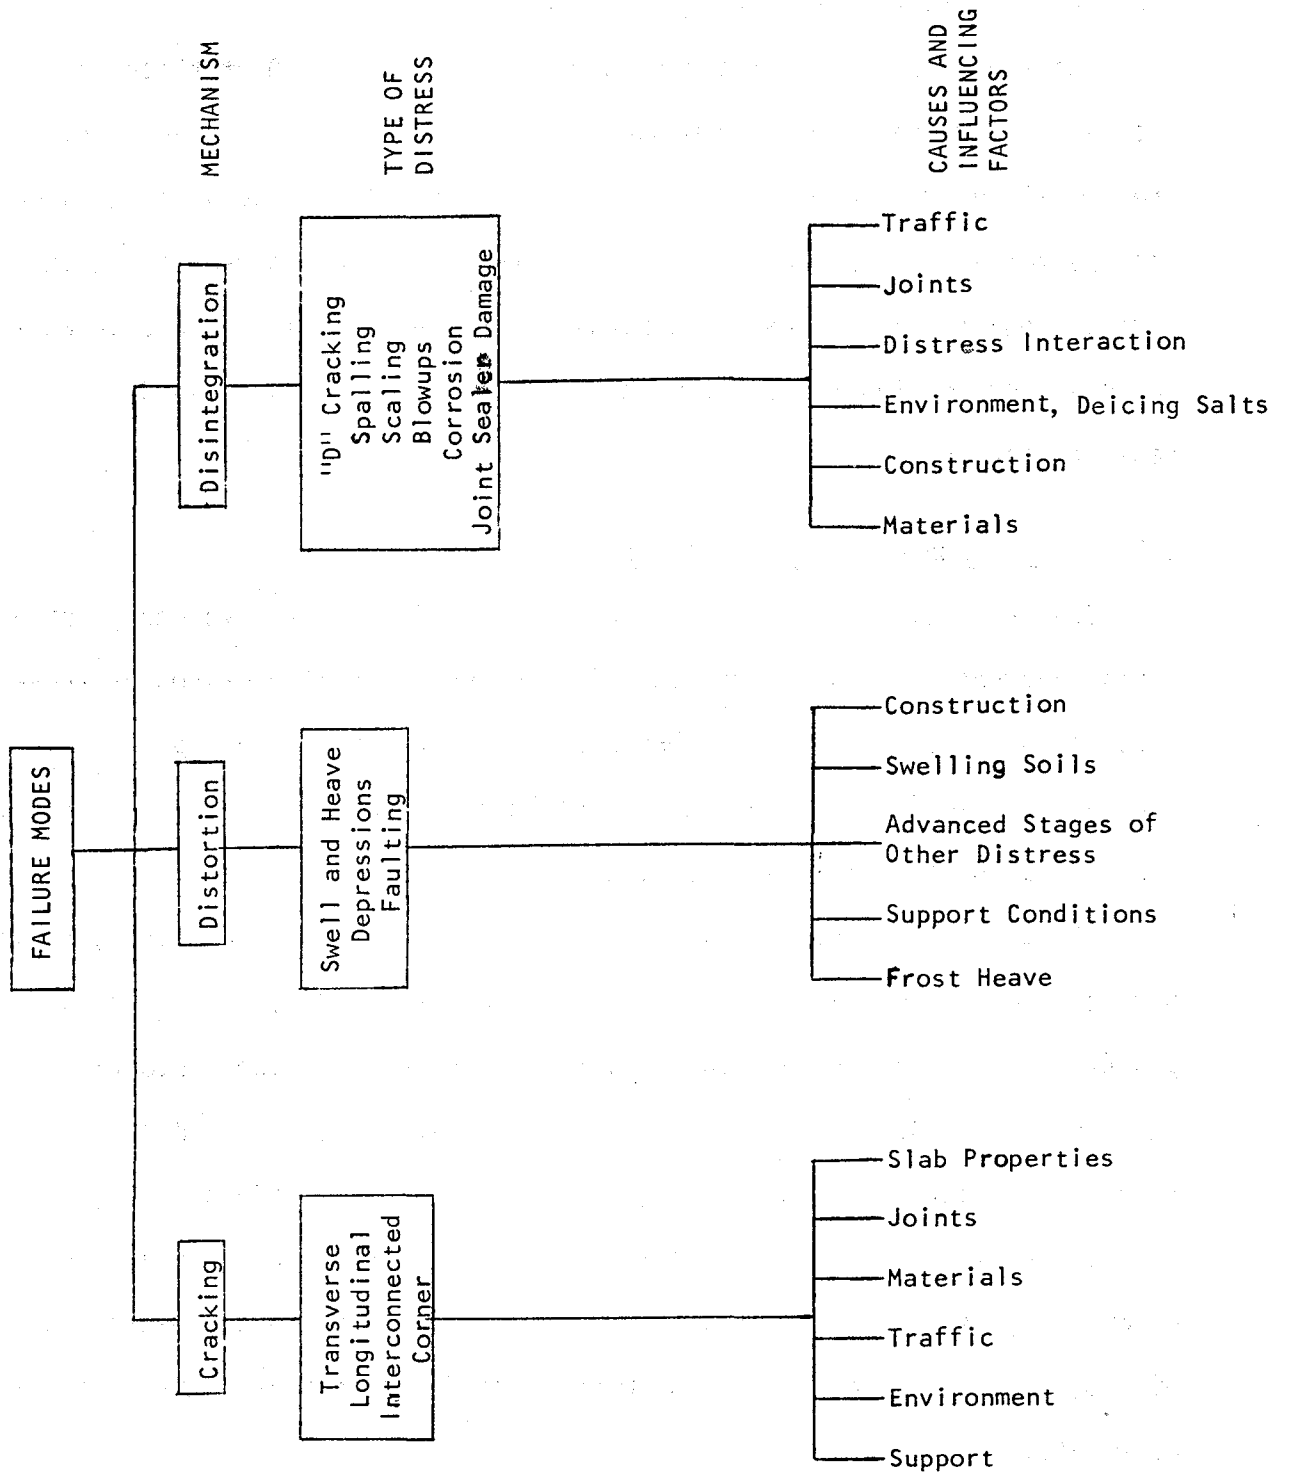 FAILURE MODES
MECHANISM
Cracking
Distortion
Disintegration
TYPE OF
DISTRESS
Transverse
Longitudinal
Interconnected
Corner
Swell and Heave
Depressions
Faulting
"D" Cracking
Spalling
Scaling
Blowups
Corrosion
Joint Sealer Damage
CAUSES AND
INFLUENCING
FACTORS
Slab Properties
Joints
Materials
Traffic
Environment
Support
Construction
Swelling Soils
Advanced Stages of
Other Distress
Support Conditions
Frost Heave
Traffic
Joints
Distress Interaction
Environment, Deicing Salts
Construction
Materials